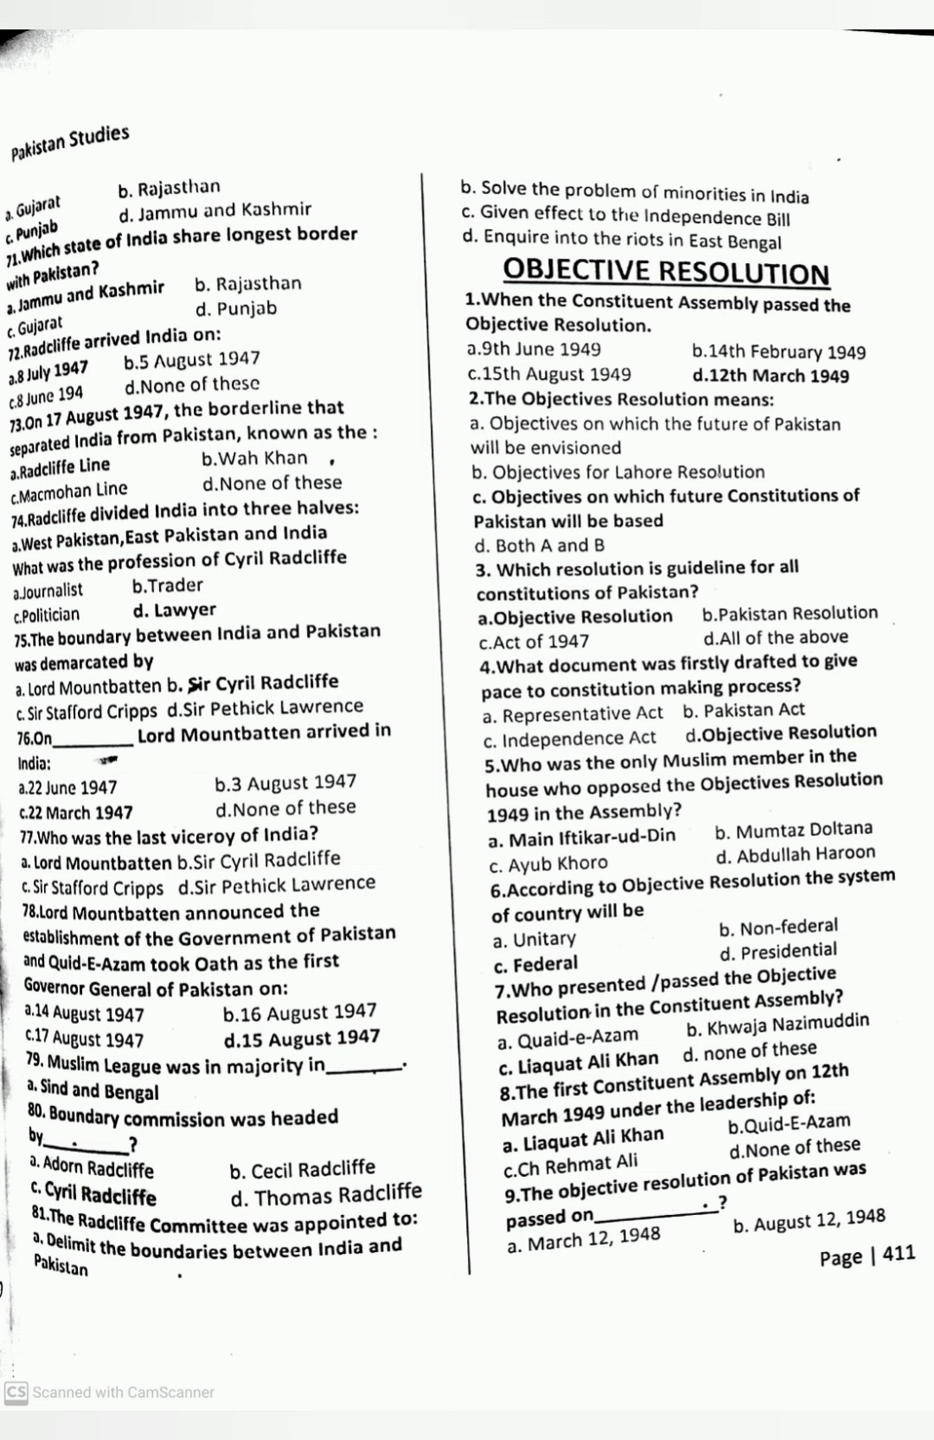 Pakistan Studies
a. Gujarat b. Rajasthan
c. Punjab d. Jammu and Kashmir
71.Which state of India share longest border
with Pakistan?
a. Jammu and Kashmir b. Rajasthan
c. Gujarat d. Punjab
72.Radcliffe arrived India on:
a.8 July 1947 b.5 August 1947
c.8 June 194 d.None of these
73.On 17 August 1947, the borderline that
separated India from Pakistan, known as the :
a.Radcliffe Line b.Wah Khan
c.Macmohan Line d.None of these
74.Radcliffe divided India into three halves:
a.West Pakistan,East Pakistan and India
What was the profession of Cyril Radcliffe
a.Journalist b.Trader
c.Politician d. Lawyer
75.The boundary between India and Pakistan
was demarcated by
a. Lord Mountbatten b. Sir Cyril Radcliffe
c. Sir Stafford Cripps d.Sir Pethick Lawrence
76.On________ Lord Mountbatten arrived in
India:
a.22 June 1947 b.3 August 1947
c.22 March 1947 d.None of these
77.Who was the last viceroy of India?
a. Lord Mountbatten b.Sir Cyril Radcliffe
c. Sir Stafford Cripps d.Sir Pethick Lawrence
78.Lord Mountbatten announced the
establishment of the Government of Pakistan
and Quid-E-Azam took Oath as the first
Governor General of Pakistan on:
a.14 August 1947 b.16 August 1947
c.17 August 1947 d.15 August 1947
79. Muslim League was in majority in________.
a. Sind and Bengal
80. Boundary commission was headed
by________?
a. Adorn Radcliffe b. Cecil Radcliffe
c. Cyril Radcliffe d. Thomas Radcliffe
81.The Radcliffe Committee was appointed to:
a. Delimit the boundaries between India and
Pakistan
b. Solve the problem of minorities in India
c. Given effect to the Independence Bill
d. Enquire into the riots in East Bengal
OBJECTIVE RESOLUTION
1.When the Constituent Assembly passed the
Objective Resolution.
a.9th June 1949 b.14th February 1949
c.15th August 1949 d.12th March 1949
2.The Objectives Resolution means:
a. Objectives on which the future of Pakistan
will be envisioned
b. Objectives for Lahore Resolution
c. Objectives on which future Constitutions of
Pakistan will be based
d. Both A and B
3. Which resolution is guideline for all
constitutions of Pakistan?
a.Objective Resolution b.Pakistan Resolution
c.Act of 1947 d.All of the above
4.What document was firstly drafted to give
pace to constitution making process?
a. Representative Act b. Pakistan Act
c. Independence Act d.Objective Resolution
5.Who was the only Muslim member in the
house who opposed the Objectives Resolution
1949 in the Assembly?
a. Main Iftikar-ud-Din b. Mumtaz Doltana
c. Ayub Khoro d. Abdullah Haroon
6.According to Objective Resolution the system
of country will be
a. Unitary b. Non-federal
c. Federal d. Presidential
7.Who presented /passed the Objective
Resolution in the Constituent Assembly?
a. Quaid-e-Azam b. Khwaja Nazimuddin
c. Liaquat Ali Khan d. none of these
8.The first Constituent Assembly on 12th
March 1949 under the leadership of:
a. Liaquat Ali Khan b.Quid-E-Azam
c.Ch Rehmat Ali d.None of these
9.The objective resolution of Pakistan was
passed on____________?
a. March 12, 1948 b. August 12, 1948
Page | 411
CS Scanned with CamScanner